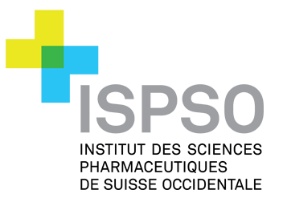 ISPSO
INSTITUT DES SCIENCES
PHARMACEUTIQUES
DE SUISSE OCCIDENTALE